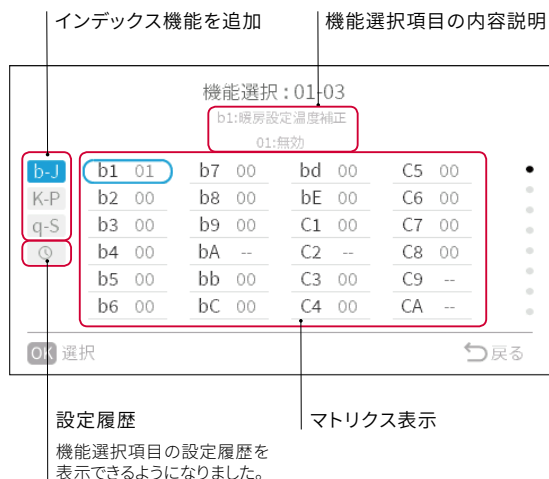 インデックス機能を追加
機能選択項目の内容説明
機能選択：01-03
b1:暖房設定温度補正
01:無効
b-J b1 01 b7 00 bd 00 C5 00
K-P b2 00 b8 00 bE 00 C6 00
q-S b3 00 b9 00 C1 00 C7 00
b4 00 bA -- C2 -- C8 00
b5 00 bb 00 C3 00 C9 --
b6 00 bC 00 C4 00 CA --
OK 選択 戻る
設定履歴
マトリクス表示
機能選択項目の設定履歴を
表示できるようになりました。